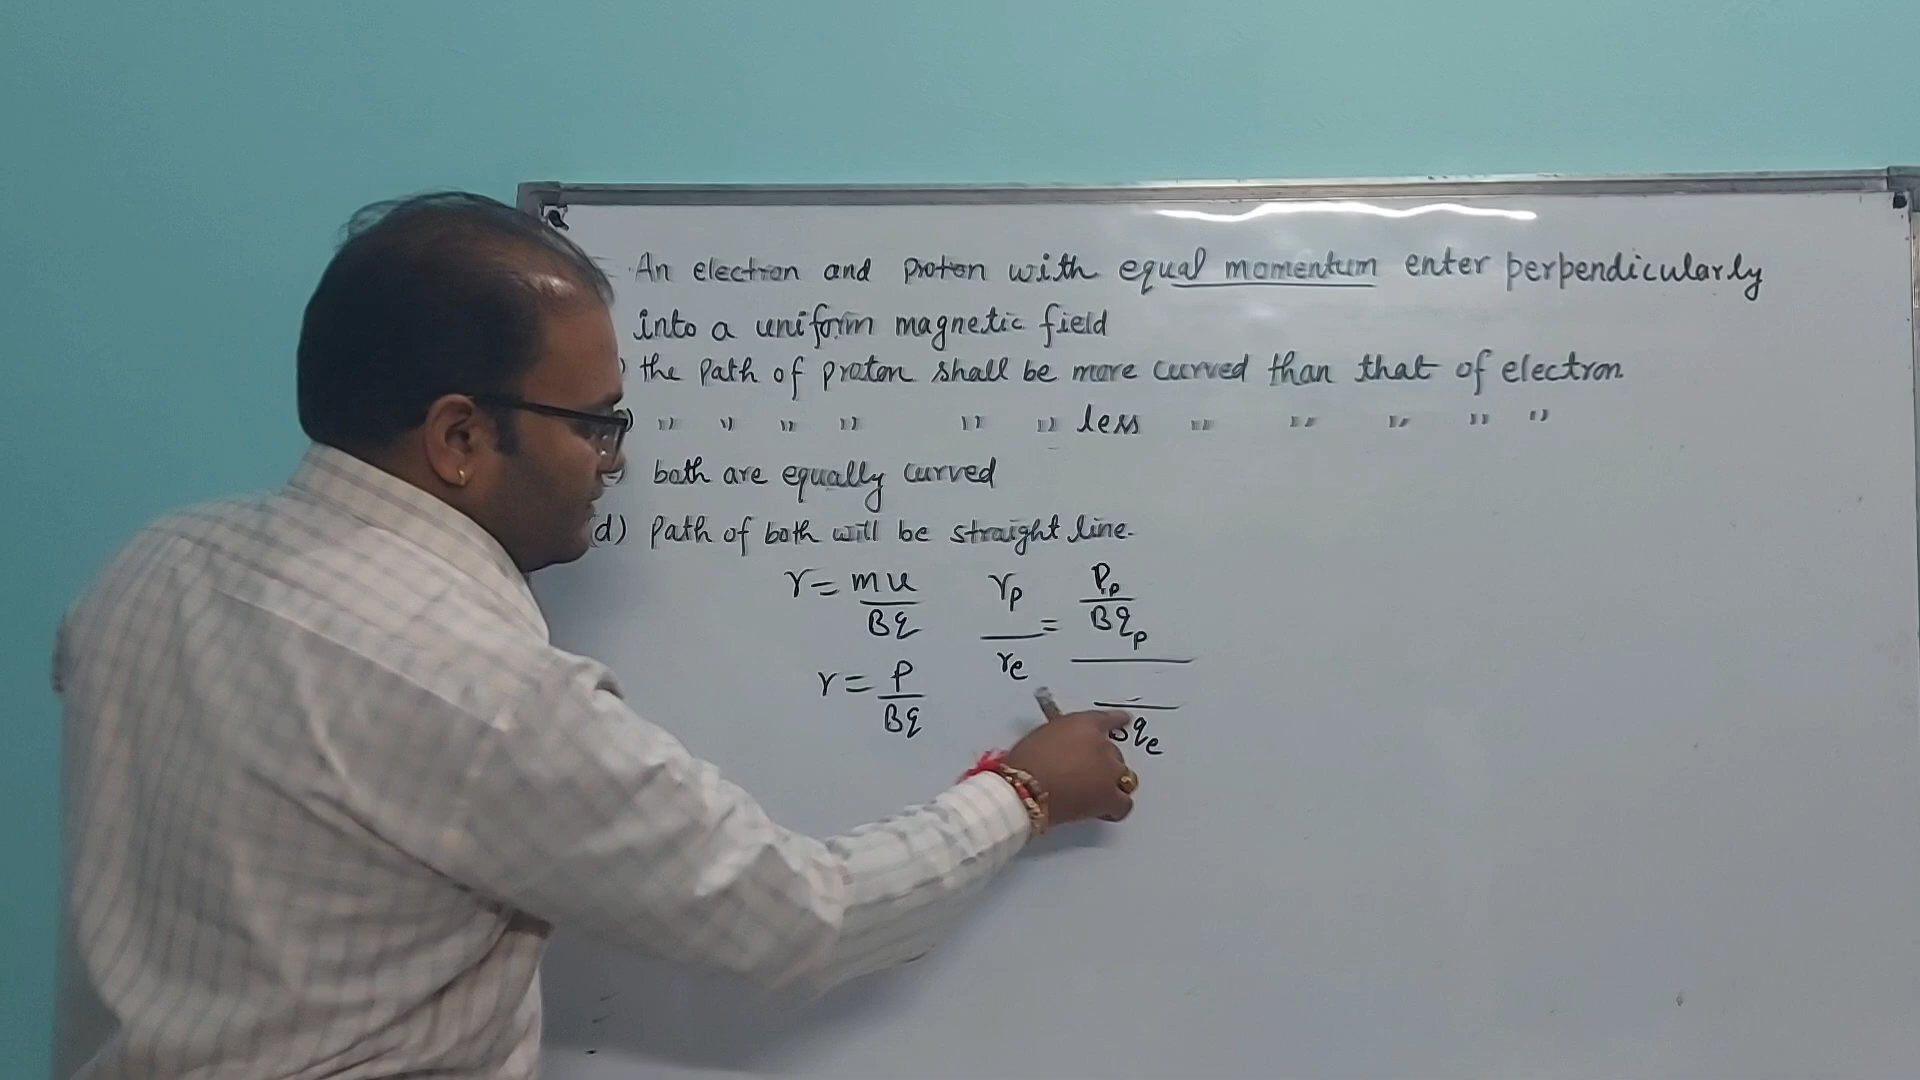 An electron and proton with equal momentum enter perpendicularly
into a uniform magnetic field
) the path of proton shall be more curved than that of electron
) " " " " " " less " " " " "
) both are equally curved
(d) path of both will be straight line.
r = mu / Bq
rp / re = Pp / Bqp / Bqe
r = P / Bq